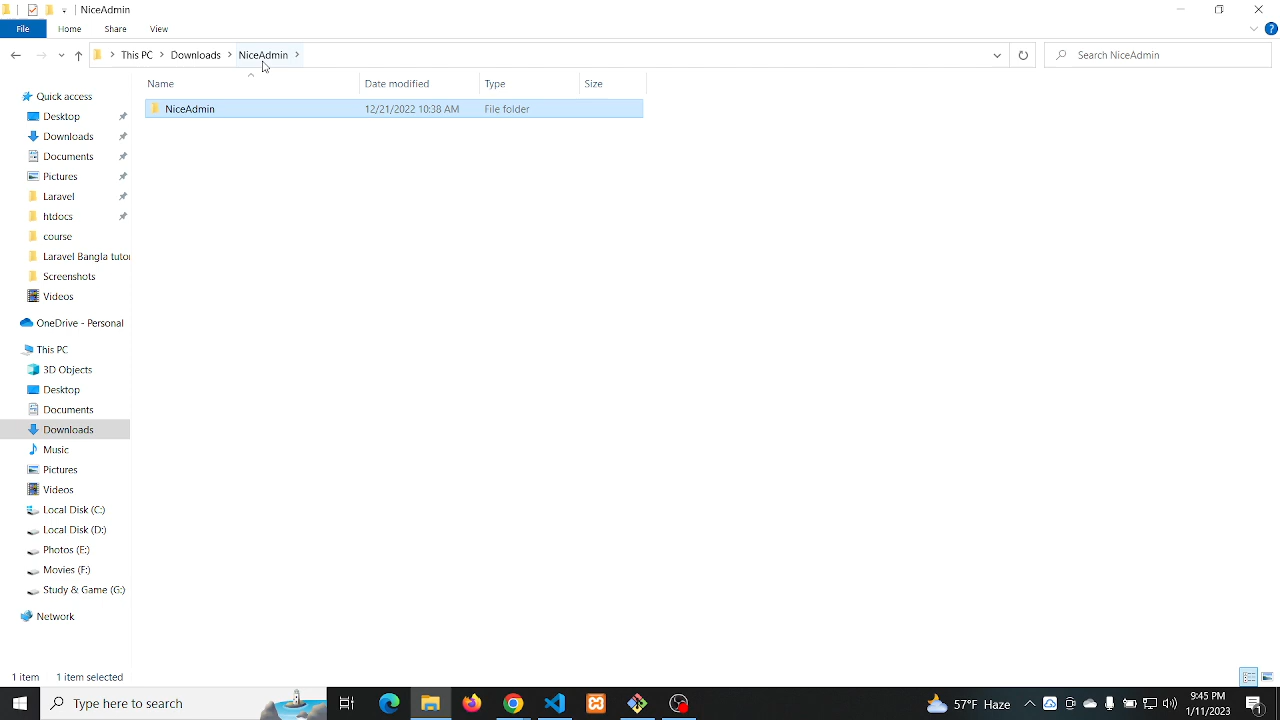 NiceAdmin
File Home Share View
This PC Downloads NiceAdmin
Search NiceAdmin
Name Date modified Type Size
NiceAdmin 12/21/2022 10:38 AM File folder
Quick access
Desktop
Downloads
Documents
Pictures
Laravel
htdocs
course
Laravel Bangla tutor
Screenshots
Videos
OneDrive - Personal
This PC
3D Objects
Desktop
Documents
Downloads
Music
Pictures
Videos
Local Disk (C:)
Local Disk (D:)
Photos (E:)
Movies (F:)
Study & Game (G:)
Network
1 item 1 item selected
Type here to search
57°F Haze
9:45 PM
1/11/2023